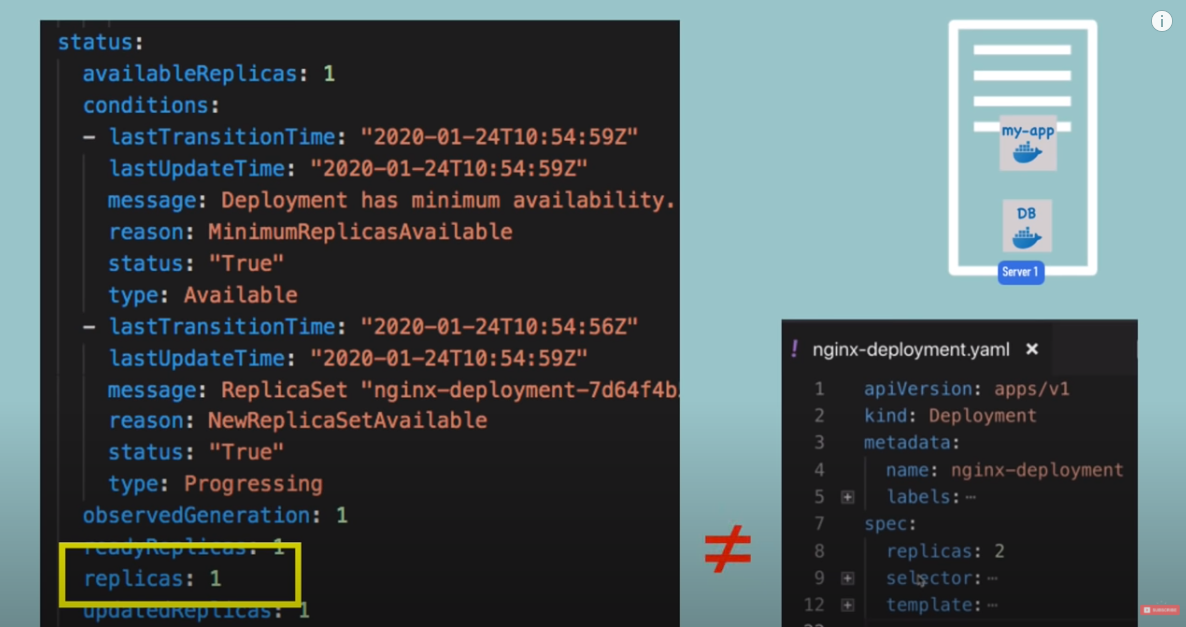 status:
availableReplicas: 1
conditions:
- lastTransitionTime: "2020-01-24T10:54:59Z"
lastUpdateTime: "2020-01-24T10:54:59Z"
message: Deployment has minimum availability.
reason: MinimumReplicasAvailable
status: "True"
type: Available
- lastTransitionTime: "2020-01-24T10:54:56Z"
lastUpdateTime: "2020-01-24T10:54:59Z"
message: ReplicaSet "nginx-deployment-7d64f4b
reason: NewReplicaSetAvailable
status: "True"
type: Progressing
observedGeneration: 1
readyReplicas: 1
replicas: 1
updatedReplicas: 1
≠
my-app
DB
Server 1
! nginx-deployment.yaml ×
1 apiVersion: apps/v1
2 kind: Deployment
3 metadata:
4 name: nginx-deployment
5 labels:⋯
7 spec:
8 replicas: 2
9 selector:⋯
12 template:⋯
SUBSCRIBE